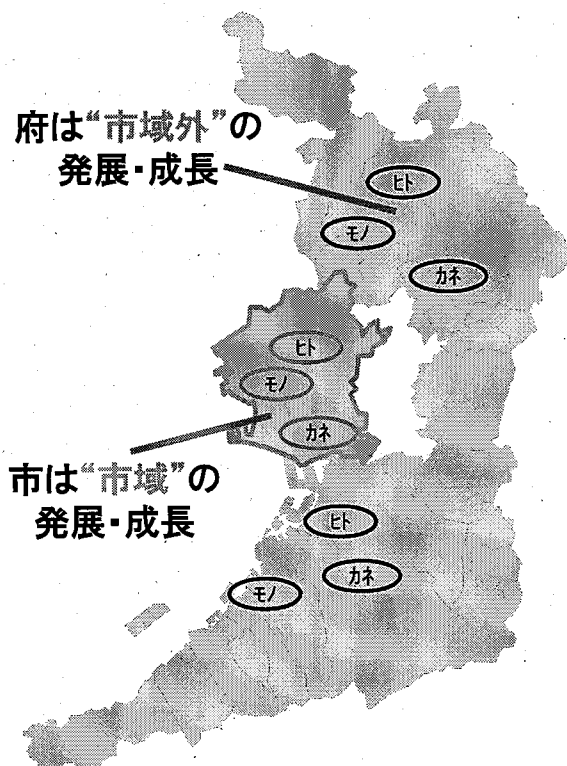 府は“市域外”の
発展・成長
ヒト
モノ
カネ
ヒト
モノ
カネ
市は“市域”の
発展・成長
ヒト
カネ
モノ